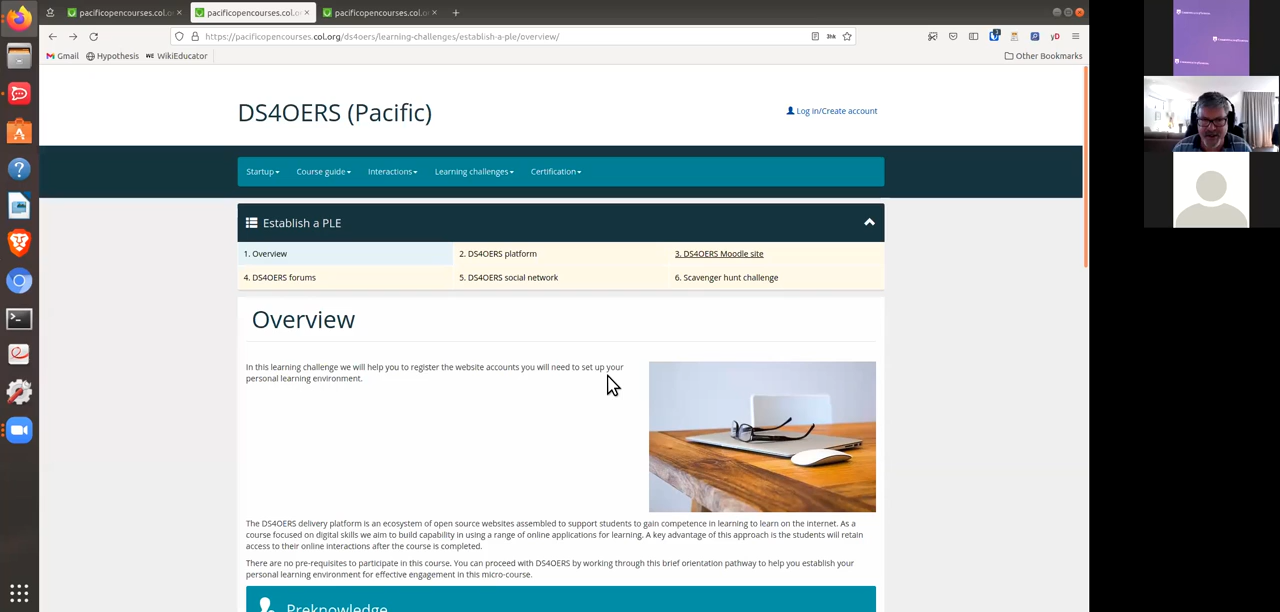 pacificopencourses.col.o
pacificopencourses.col.o
pacificopencourses.col.o
https://pacificopencourses.col.org/ds4oers/learning-challenges/establish-a-ple/overview/
Gmail
Hypothesis
WikiEducator
Other Bookmarks
DS4OERS (Pacific)
Log in/Create account
Startup
Course guide
Interactions
Learning challenges
Certification
Establish a PLE
1. Overview
2. DS4OERS platform
3. DS4OERS Moodle site
4. DS4OERS forums
5. DS4OERS social network
6. Scavenger hunt challenge
Overview
In this learning challenge we will help you to register the website accounts you will need to set up your
personal learning environment.
The DS4OERS delivery platform is an ecosystem of open source websites assembled to support students to gain competence in learning to learn on the internet. As a
course focused on digital skills we aim to build capability in using a range of online applications for learning. A key advantage of this approach is the students will retain
access to their online interactions after the course is completed.
There are no pre-requisites to participate in this course. You can proceed with DS4OERS by working through this brief orientation pathway to help you establish your
personal learning environment for effective engagement in this micro-course.
Preknowledge